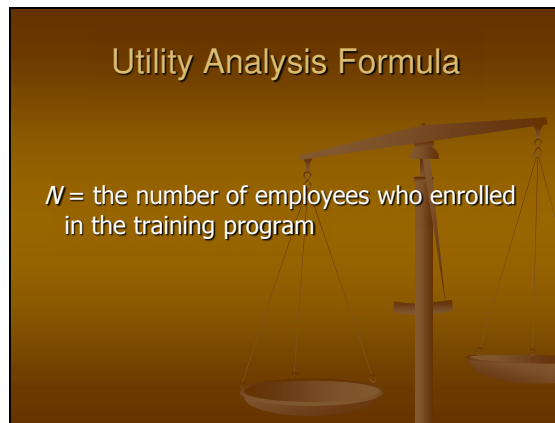 Utility Analysis Formula
N = the number of employees who enrolled
in the training program